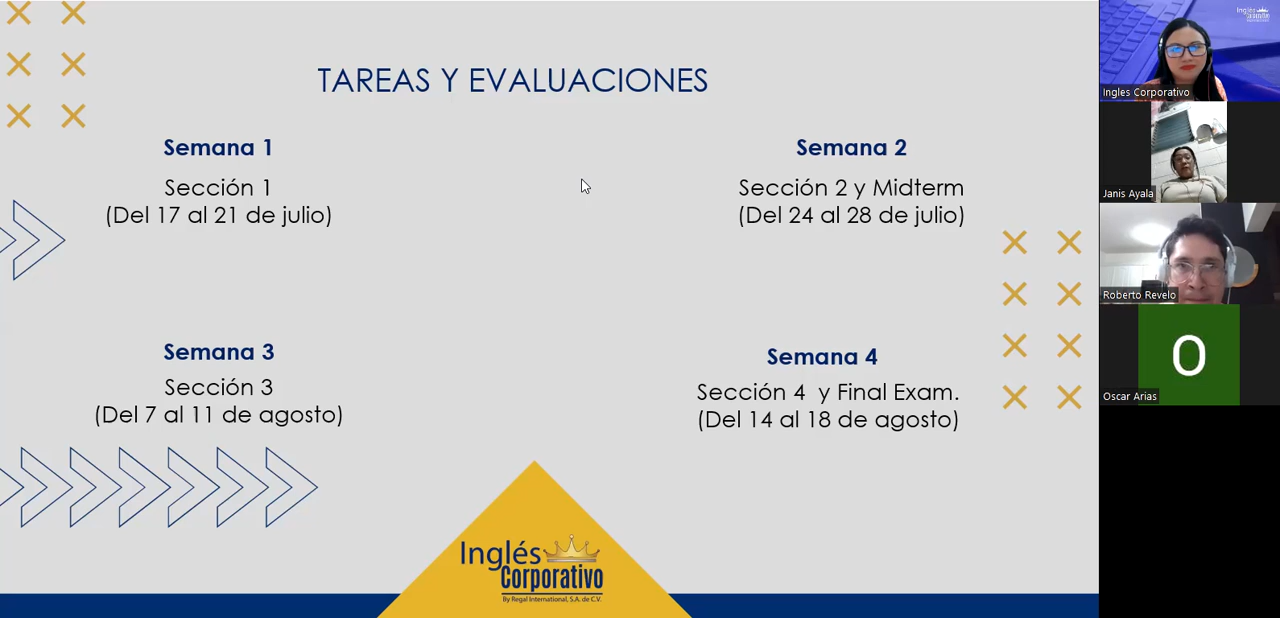 TAREAS Y EVALUACIONES
Semana 1
Sección 1
(Del 17 al 21 de julio)
Semana 2
Sección 2 y Midterm
(Del 24 al 28 de julio)
Semana 3
Sección 3
(Del 7 al 11 de agosto)
Semana 4
Sección 4 y Final Exam.
(Del 14 al 18 de agosto)
Inglés
Corporativo
By Regal International, S.A. de C.V.
Ingles Corporativo
Janis Ayala
Roberto Revelo
O
Oscar Arias